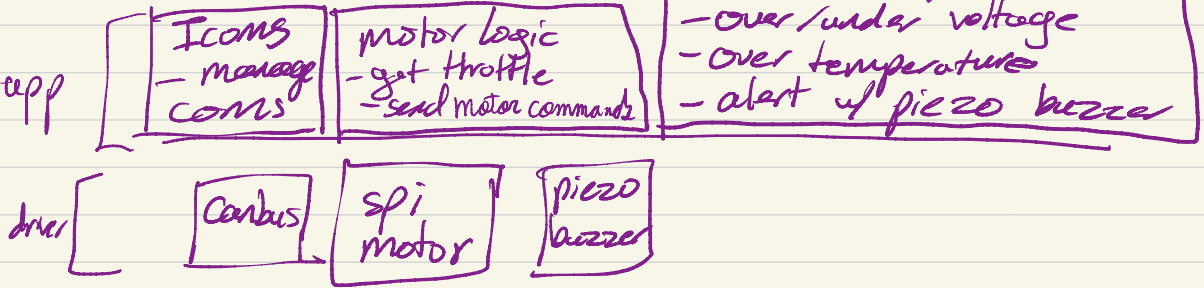 app
Icoms
- manage
coms
motor logic
- get throttle
- send motor commands
- over/under voltage
- over temperature
- alert w/ piezo buzzer
driver
Canbus
spi
motor
piezo
buzzer